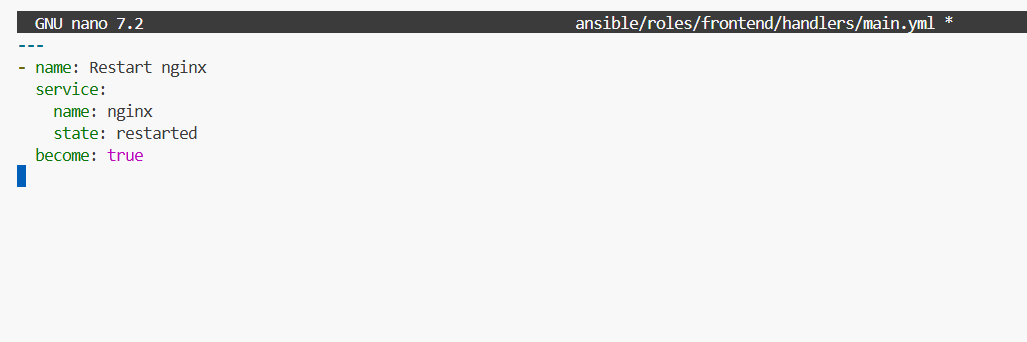 GNU nano 7.2 ansible/roles/frontend/handlers/main.yml *
---
- name: Restart nginx
  service:
    name: nginx
    state: restarted
  become: true